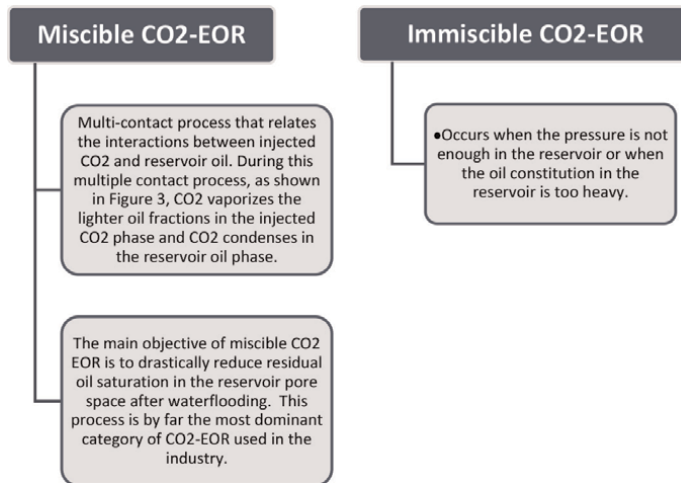 Miscible CO2-EOR
Multi-contact process that relates
the interactions between injected
CO2 and reservoir oil. During this
multiple contact process, as shown
in Figure 3, CO2 vaporizes the
lighter oil fractions in the injected
CO2 phase and CO2 condenses in
the reservoir oil phase.
The main objective of miscible CO2
EOR is to drastically reduce residual
oil saturation in the reservoir pore
space after waterflooding. This
process is by far the most dominant
category of CO2-EOR used in the
industry.
Immiscible CO2-EOR
•Occurs when the pressure is not
enough in the reservoir or when
the oil constitution in the
reservoir is too heavy.